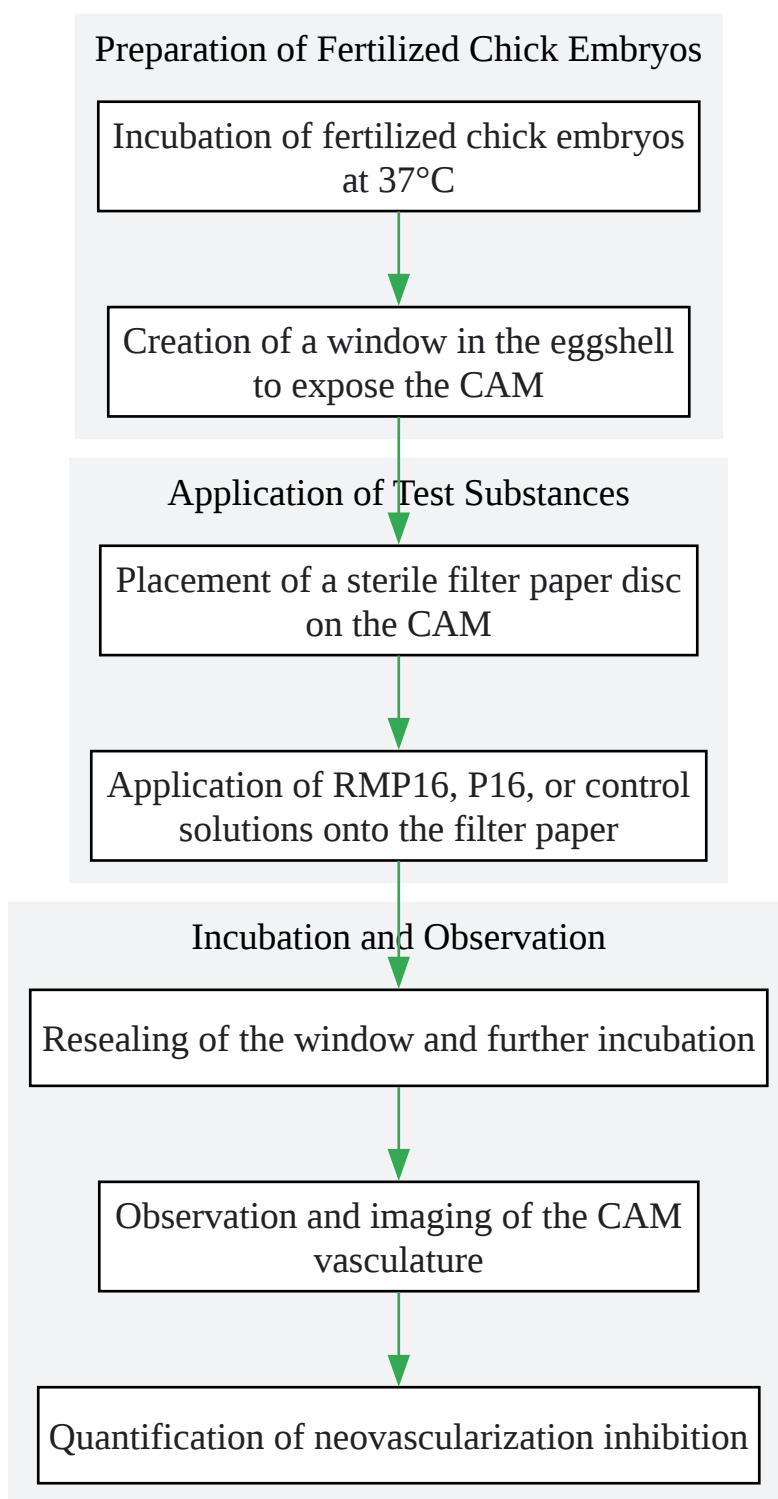 Preparation of Fertilized Chick Embryos
Incubation of fertilized chick embryos
at 37°C
Creation of a window in the eggshell
to expose the CAM
Application of Test Substances
Placement of a sterile filter paper disc
on the CAM
Application of RMP16, P16, or control
solutions onto the filter paper
Incubation and Observation
Resealing of the window and further incubation
Observation and imaging of the CAM
vasculature
Quantification of neovascularization inhibition